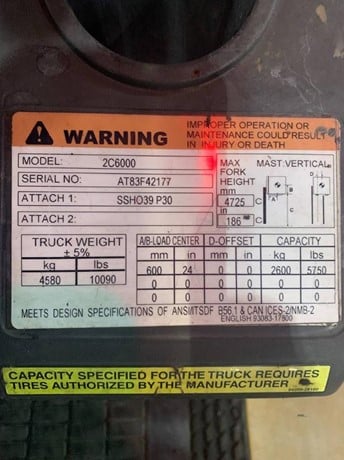 WARNING
IMPROPER OPERATION OR
MAINTENANCE COULD RESULT
IN INJURY OR DEATH
MODEL: 2C6000
SERIAL NO: AT83F42177
ATTACH 1: SSHO39 P30
ATTACH 2:
MAX FORK HEIGHT
mm
4725 C
in
186 C
MAST:VERTICAL
B
A
C
TRUCK WEIGHT
± 5%
kg lbs
4580 10090
A/B-LOAD CENTER D-OFFSET CAPACITY
mm in mm in kg lbs
600 24 0 0 2600 5750
0 0 0 0 0 0
0 0 0 0 0 0
MEETS DESIGN SPECIFICATIONS OF ANSI/ITSDF B56.1 & CAN ICES-2/NMB-2
ENGLISH 93083-17800
CAPACITY SPECIFIED FOR THE TRUCK REQUIRES
TIRES AUTHORIZED BY THE MANUFACTURER